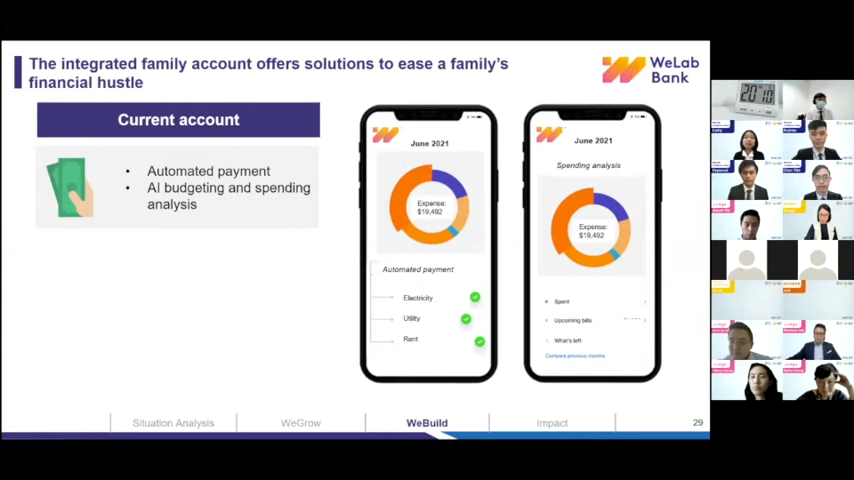 The integrated family account offers solutions to ease a family's
financial hustle
WeLab
Bank
Current account
• Automated payment
• AI budgeting and spending
analysis
June 2021
Expense:
$19,492
Automated payment
Electricity
Utility
Rent
June 2021
Spending analysis
Expense:
$19,492
Spent
Upcoming bills
What's left
Compare previous months
Situation Analysis
WeGrow
WeBuild
Impact
29